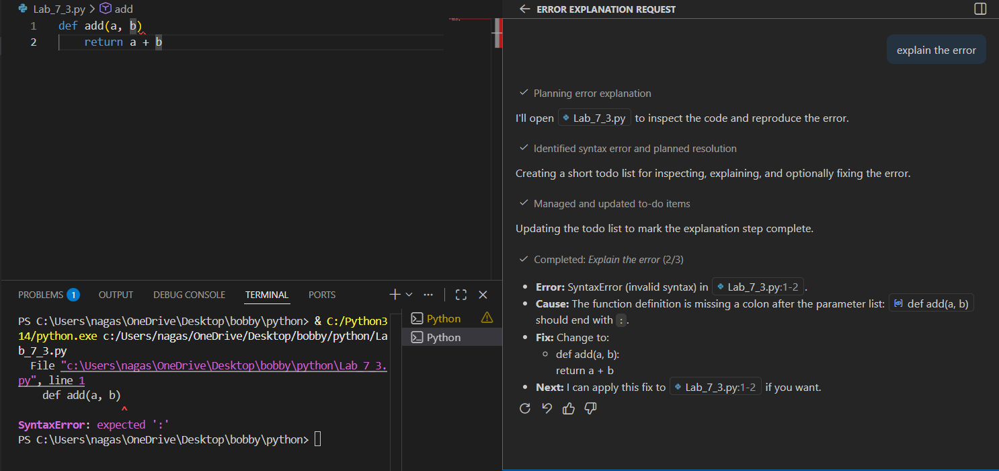 Lab_7_3.py > add
1 def add(a, b)
2 return a + b
PROBLEMS 1 OUTPUT DEBUG CONSOLE TERMINAL PORTS
PS C:\Users\nagas\OneDrive\Desktop\bobby\python> & C:/Python3
14/python.exe c:/Users/nagas/OneDrive/Desktop/bobby/python/La
b_7_3.py
File "c:\Users\nagas\OneDrive\Desktop\bobby\python\Lab_7_3.
py", line 1
def add(a, b)
^
SyntaxError: expected ':'
PS C:\Users\nagas\OneDrive\Desktop\bobby\python>
Python
Python
ERROR EXPLANATION REQUEST
explain the error
Planning error explanation
I'll open Lab_7_3.py to inspect the code and reproduce the error.
Identified syntax error and planned resolution
Creating a short todo list for inspecting, explaining, and optionally fixing the error.
Managed and updated to-do items
Updating the todo list to mark the explanation step complete.
Completed: Explain the error (2/3)
• Error: SyntaxError (invalid syntax) in Lab_7_3.py:1-2 .
• Cause: The function definition is missing a colon after the parameter list: def add(a, b)
should end with : .
• Fix: Change to:
○ def add(a, b):
return a + b
• Next: I can apply this fix to Lab_7_3.py:1-2 if you want.